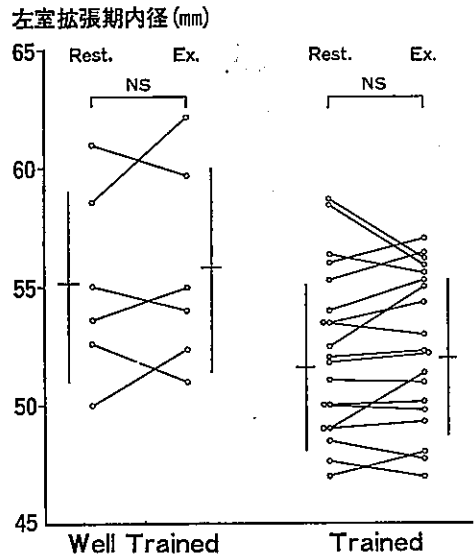 左室拡張期内径(mm)
65
Rest. Ex. Rest. Ex.
NS NS
60
55
50
45
Well Trained Trained